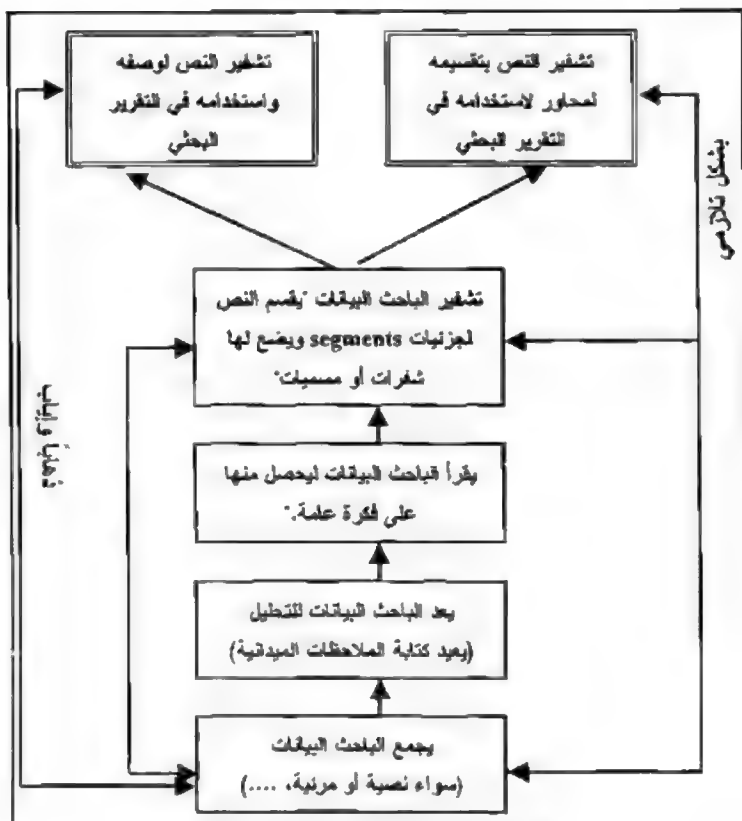 تشفير النص بتقسيمه
لمحاور لاستخدامه في
التقرير البحثي
تشفير النص لوصفه
واستخدامه في التقرير
البحثي
بشكل تلازمي
ذهاباً وإياب
تشفير الباحث البيانات "يقسم النص
لجزئيات segments ويضع لها
شفرات أو مسميات"
يقرأ الباحث البيانات ليحصل منها
على فكرة عامة."
يعد الباحث البيانات للتحليل
(يعيد كتابة الملاحظات الميدانية)
يجمع الباحث البيانات
(سواء نصية أو مرئية، ....)